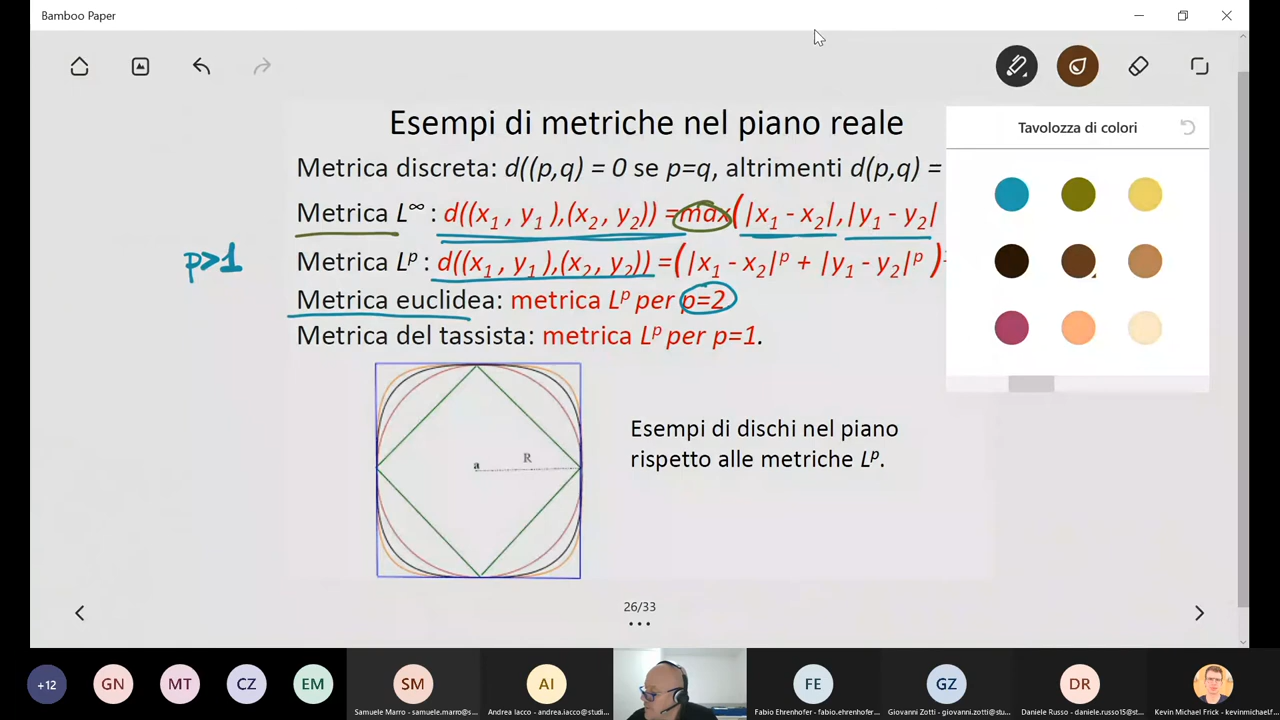 Bamboo Paper
Esempi di metriche nel piano reale
Tavolozza di colori
Metrica discreta: d((p,q) = 0 se p=q, altrimenti d(p,q) =
Metrica L∞ : d((x1 , y1 ),(x2 , y2 )) =max(|x1 - x2|,|y1 - y2|
p>1
Metrica Lp : d((x1 , y1 ),(x2 , y2 )) =(|x1 - x2|p + |y1 - y2|p )
Metrica euclidea: metrica Lp per p=2
Metrica del tassista: metrica Lp per p=1.
a
R
Esempi di dischi nel piano
rispetto alle metriche Lp.
26/33
+12
GN
MT
CZ
EM
SM
AI
FE
GZ
DR
Samuele Marro - samuele.marro@s...
Andrea Iacco - andrea.iacco@studi...
Fabio Ehrenhofer - fabio.ehrenhofer...
Giovanni Zotti - giovanni.zotti@st...
Daniele Russo - daniele.russo15@st...
Kevin Michael Frick - kevinmichael.f...